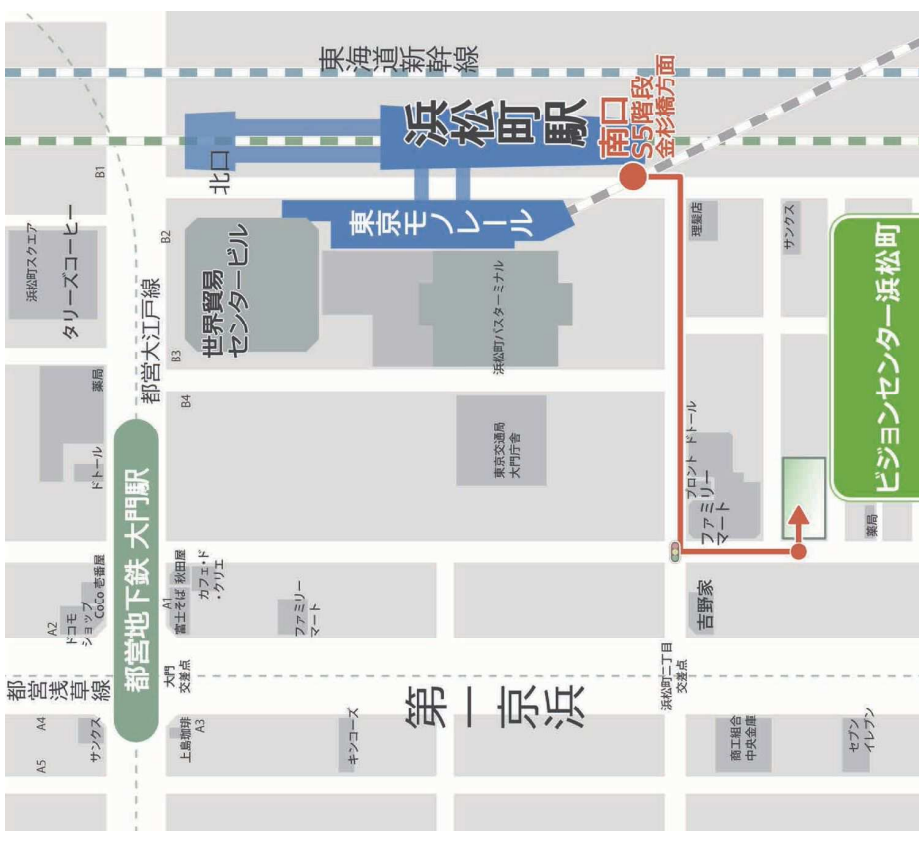 東海道新幹線
浜松町駅
南口
S5階段
金杉橋方面
北口
東京モノレール
B1
B2
B3
B4
浜松町スクエア
タリーズコーヒー
都営大江戸線
世界貿易
センタービル
浜松町バスターミナル
理髪店
サンクス
ビジョンセンター浜松町
薬局
ドトール
都営地下鉄 大門駅
東京交通局
大門庁舎
プロント
ドトール
ファミリー
マート
薬局
A2
ドコモ
ショップ
CoCo壱番屋
A1
富士そば
秋田屋
カフェ・ド
・クリエ
ファミリー
マート
吉野家
都営浅草線
大門
交差点
第一京浜
浜松町二丁目
交差点
A4
A5
サンクス
上島珈琲
A3
キンコーズ
商工組合
中央金庫
セブン
イレブン